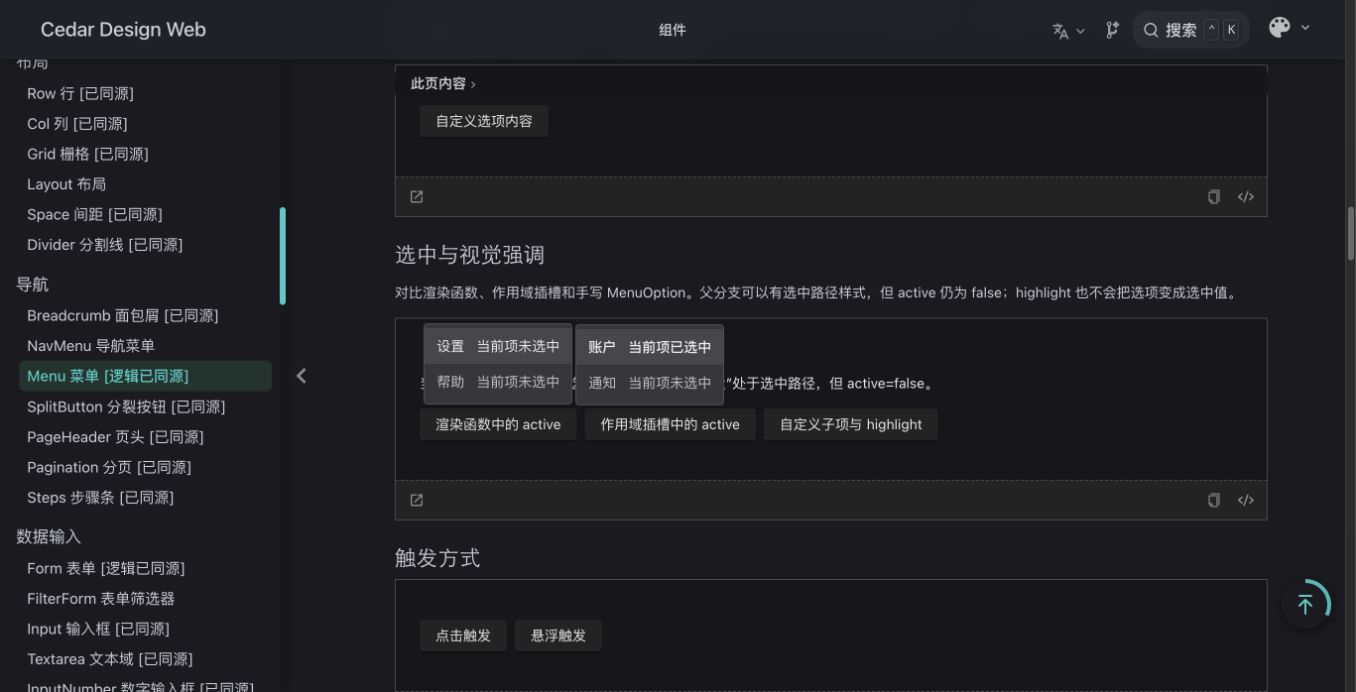 Cedar Design Web
组件
搜索 ^ K
布局
Row 行 [已同源]
Col 列 [已同源]
Grid 栅格 [已同源]
Layout 布局
Space 间距 [已同源]
Divider 分割线 [已同源]
导航
Breadcrumb 面包屑 [已同源]
NavMenu 导航菜单
Menu 菜单 [逻辑已同源]
SplitButton 分裂按钮 [已同源]
PageHeader 页头 [已同源]
Pagination 分页 [已同源]
Steps 步骤条 [已同源]
数据输入
Form 表单 [逻辑已同源]
FilterForm 表单筛选器
Input 输入框 [已同源]
Textarea 文本域 [已同源]
InputNumber 数字输入框 [已同源]
此页内容 ›
自定义选项内容
选中与视觉强调
对比渲染函数、作用域插槽和手写 MenuOption。父分支可以有选中路径样式，但 active 仍为 false；highlight 也不会把选项变成选中值。
设置 当前项未选中
账户 当前项已选中
帮助 当前项未选中
通知 当前项未选中
”处于选中路径，但 active=false。
渲染函数中的 active
作用域插槽中的 active
自定义子项与 highlight
触发方式
点击触发
悬浮触发